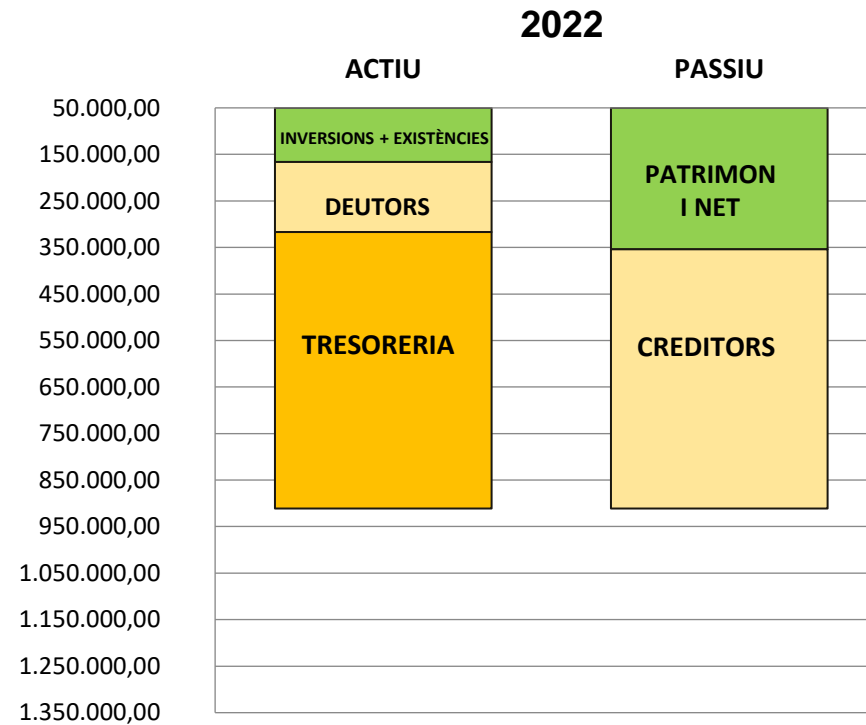 2022
ACTIU
PASSIU
50.000,00
150.000,00
250.000,00
350.000,00
450.000,00
550.000,00
650.000,00
750.000,00
850.000,00
950.000,00
1.050.000,00
1.150.000,00
1.250.000,00
1.350.000,00
INVERSIONS + EXISTÈNCIES
DEUTORS
TRESORERIA
PATRIMON
I NET
CREDITORS